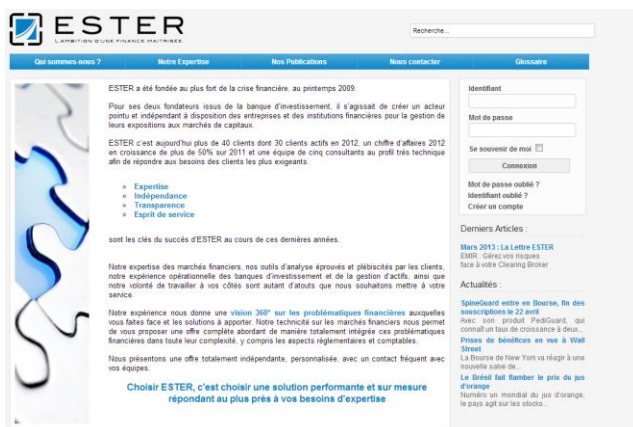 ESTER
L'AMBITION D'UNE FINANCE MAITRISÉE
Recherche...
Qui sommes-nous ?
Notre Expertise
Nos Publications
Nous contacter
Glossaire
ESTER a été fondée au plus fort de la crise financière, au printemps 2009.
Pour ses deux fondateurs issus de la banque d'investissement, il s'agissait de créer un acteur
pointu et indépendant à disposition des entreprises et des institutions financières pour la gestion de
leurs expositions aux marchés de capitaux.
ESTER c'est aujourd'hui plus de 40 clients dont 30 clients actifs en 2012, un chiffre d'affaires 2012
en croissance de plus de 50% sur 2011 et une équipe de cinq consultants au profil très technique
afin de répondre aux besoins des clients les plus exigeants.
Expertise
Indépendance
Transparence
Esprit de service
sont les clés du succès d'ESTER au cours de ces dernières années.
Notre expertise des marchés financiers, nos outils d'analyse éprouvés et plébiscités par les clients,
notre expérience opérationnelle des banques d'investissement et de la gestion d'actifs, ainsi que
notre volonté de travailler à vos côtés sont autant d'atouts que nous souhaitons mettre à votre
service.
Notre expérience nous donne une vision 360° sur les problématiques financières auxquelles
vous faites face et les solutions à apporter. Notre technicité sur les marchés financiers nous permet
de vous proposer une offre complète abordant de manière totalement intégrée ces problématiques
financières dans toute leur complexité, y compris les aspects réglementaires et comptables.
Nous présentons une offre totalement indépendante, personnalisée, avec un contact fréquent avec
vos équipes.
Choisir ESTER, c'est choisir une solution performante et sur mesure
répondant au plus près à vos besoins d'expertise
Identifiant
Mot de passe
Se souvenir de moi
Connexion
Mot de passe oublié ?
Identifiant oublié ?
Créer un compte
Derniers Articles :
Mars 2013 : La Lettre ESTER
EMIR : Gérez vos risques
face à votre Clearing Broker
Actualités :
SpineGuard entre en Bourse, fin des
souscriptions le 22 avril
Avec son produit PediGuard, qui
connaît un taux de croissance à deux...
Prises de bénéfices en vue à Wall
Street
La Bourse de New York va réagir à une
nouvelle salve de...
Le Brésil fait flamber le prix du jus
d'orange
Numéro un mondial du jus d'orange,
le pays agit sur les stocks...